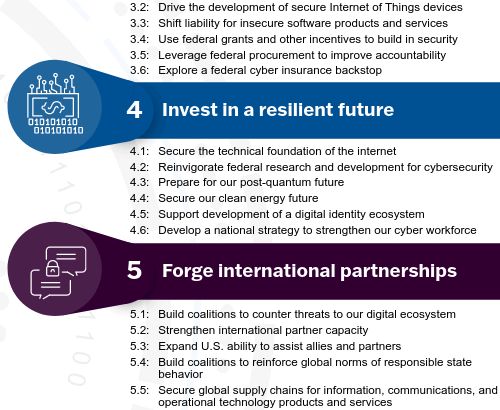 3.2: Drive the development of secure Internet of Things devices
3.3: Shift liability for insecure software products and services
3.4: Use federal grants and other incentives to build in security
3.5: Leverage federal procurement to improve accountability
3.6: Explore a federal cyber insurance backstop
01010101
01010101
4 Invest in a resilient future
4.1: Secure the technical foundation of the internet
4.2: Reinvigorate federal research and development for cybersecurity
4.3: Prepare for our post-quantum future
4.4: Secure our clean energy future
4.5: Support development of a digital identity ecosystem
4.6: Develop a national strategy to strengthen our cyber workforce
110
5 Forge international partnerships
5.1: Build coalitions to counter threats to our digital ecosystem
5.2: Strengthen international partner capacity
5.3: Expand U.S. ability to assist allies and partners
5.4: Build coalitions to reinforce global norms of responsible state
behavior
5.5: Secure global supply chains for information, communications, and
operational technology products and services
1100